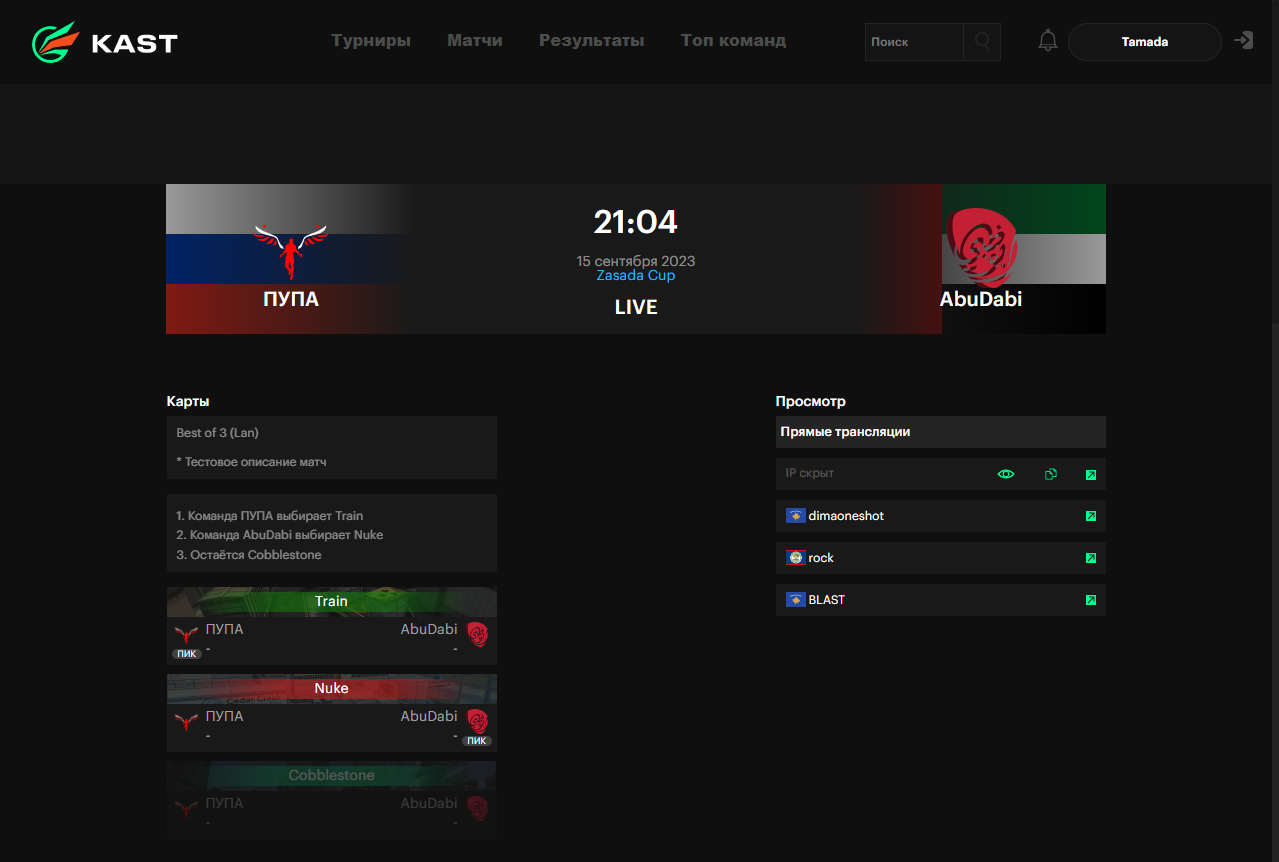 KAST
Турниры Матчи Результаты Топ команд
Поиск
Tamada
21:04
15 сентября 2023
Zasada Cup
LIVE
ПУПА
AbuDabi
Карты
Best of 3 (Lan)
* Тестовое описание матч
1. Команда ПУПА выбирает Train
2. Команда AbuDabi выбирает Nuke
3. Остаётся Cobblestone
Train
ПУПА AbuDabi
- -
ПИК
Nuke
ПУПА AbuDabi
- -
ПИК
Cobblestone
ПУПА AbuDabi
- -
Просмотр
Прямые трансляции
IP скрыт
dimaoneshot
rock
BLAST